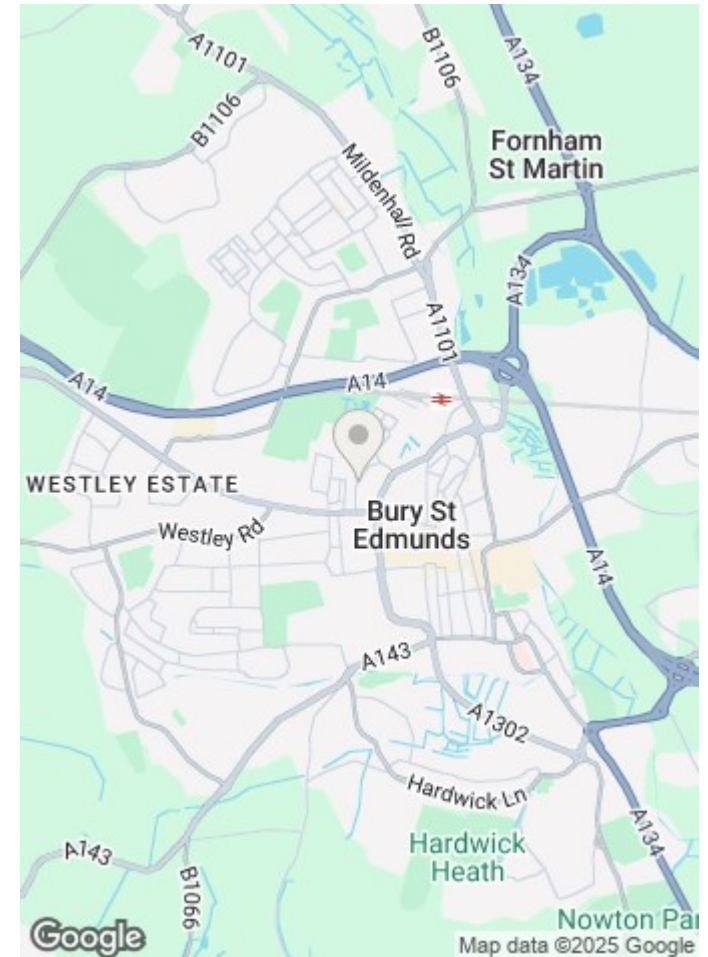 A1101
B1106
A134
B1106
Fornham
St Martin
Mildenhall Rd
A134
A1101
A14
A14
WESTLEY ESTATE
Bury St
Edmunds
Westley Rd
A14
A143
A1302
Hardwick Ln
A134
Hardwick
Heath
A143
B1066
Nowton Par
Google
Map data ©2025 Google